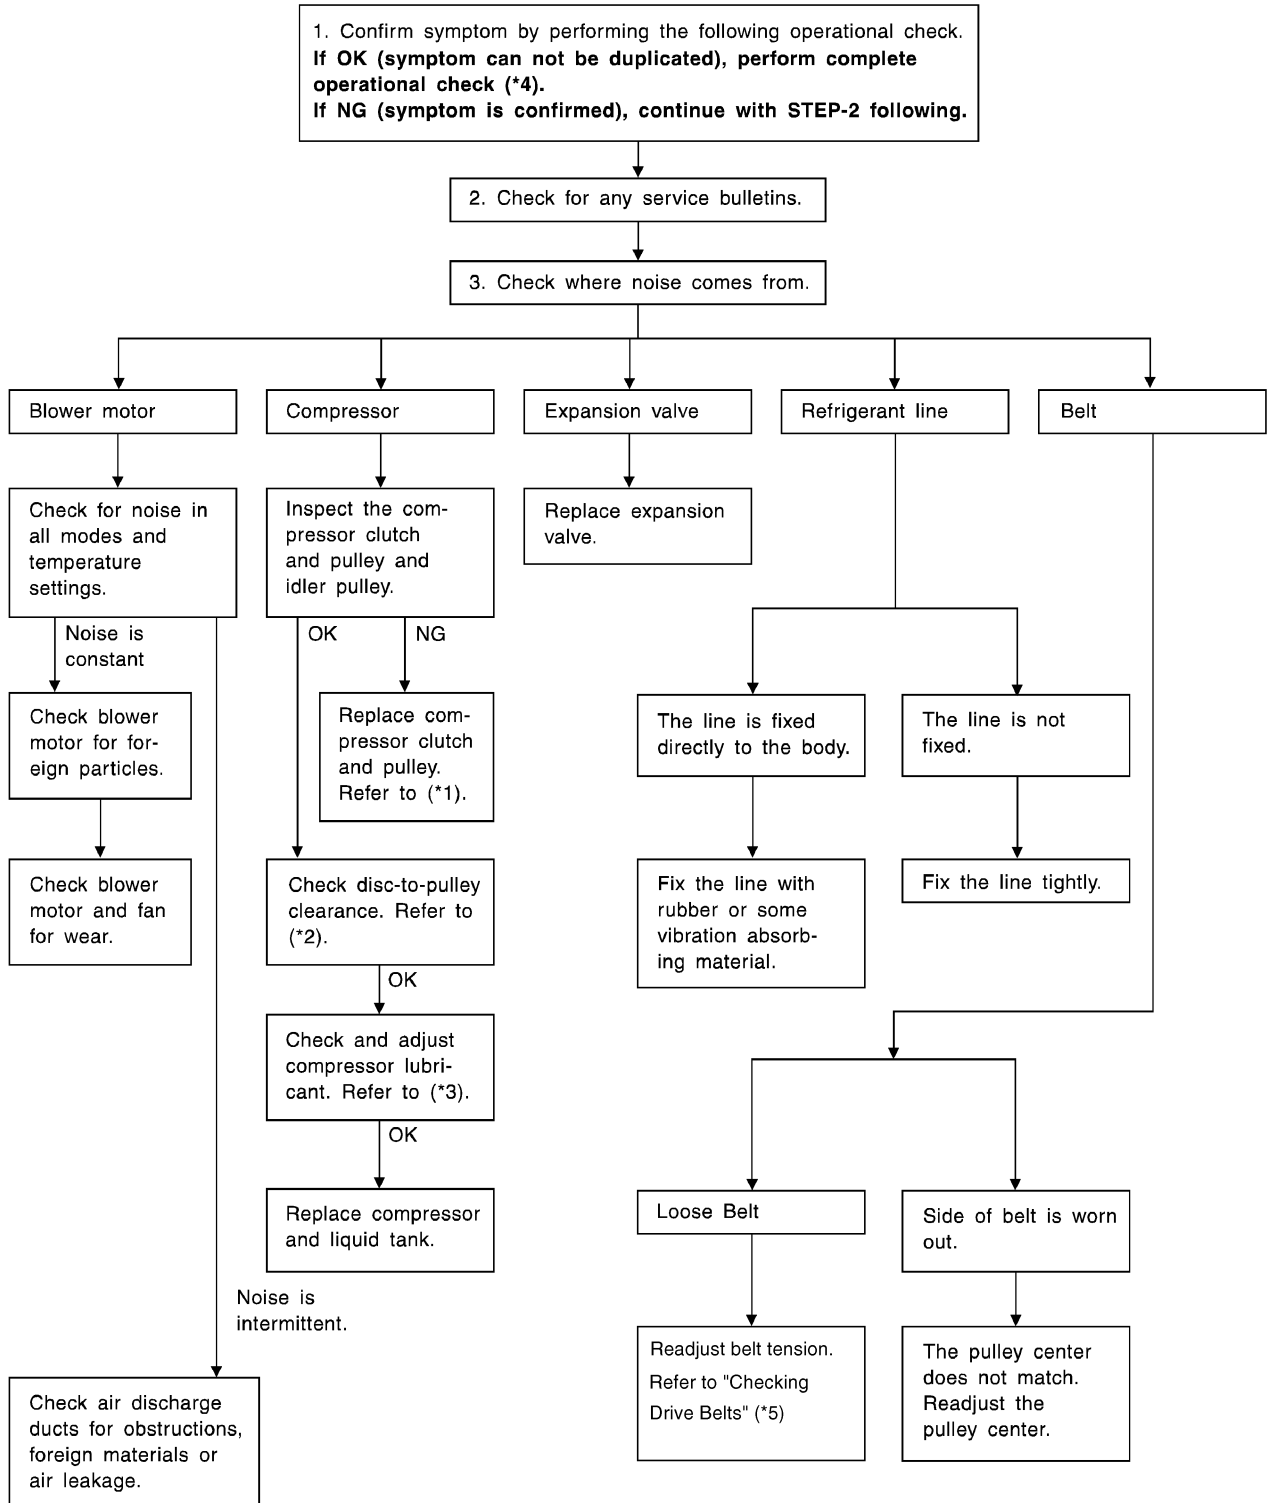 1. Confirm symptom by performing the following operational check.
If OK (symptom can not be duplicated), perform complete
operational check (*4).
If NG (symptom is confirmed), continue with STEP-2 following.
2. Check for any service bulletins.
3. Check where noise comes from.
Blower motor
Compressor
Expansion valve
Refrigerant line
Belt
Check for noise in
all modes and
temperature
settings.
Inspect the com-
pressor clutch
and pulley and
idler pulley.
Replace expansion
valve.
Noise is
constant
OK
NG
Check blower
motor for for-
eign particles.
Replace com-
pressor clutch
and pulley.
Refer to (*1).
The line is fixed
directly to the body.
The line is not
fixed.
Check blower
motor and fan
for wear.
Check disc-to-pulley
clearance. Refer to
(*2).
Fix the line with
rubber or some
vibration absorb-
ing material.
Fix the line tightly.
OK
Check and adjust
compressor lubri-
cant. Refer to (*3).
OK
Replace compressor
and liquid tank.
Loose Belt
Side of belt is worn
out.
Noise is
intermittent.
Readjust belt tension.
Refer to "Checking
Drive Belts" (*5)
The pulley center
does not match.
Readjust the
pulley center.
Check air discharge
ducts for obstructions,
foreign materials or
air leakage.